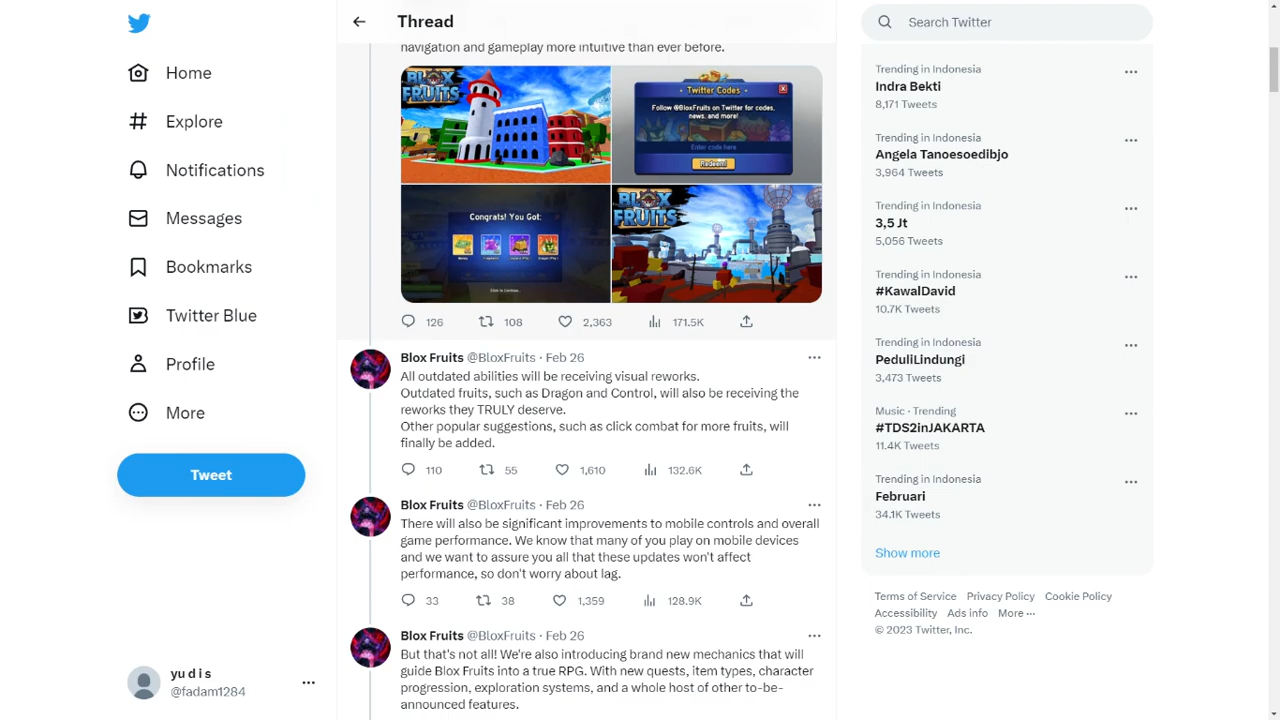 Home
Explore
Notifications
Messages
Bookmarks
Twitter Blue
Profile
More
Tweet
yu d i s
@fadam1284
Thread
navigation and gameplay more intuitive than ever before.
BLOX
FRUITS
Twitter Codes
Follow @BloxFruits on Twitter for codes,
news, and more!
Enter code here
Redeem!
Congrats! You Got:
BLOX
FRUITS
126 108 2,363 171.5K
Blox Fruits @BloxFruits · Feb 26
All outdated abilities will be receiving visual reworks.
Outdated fruits, such as Dragon and Control, will also be receiving the
reworks they TRULY deserve.
Other popular suggestions, such as click combat for more fruits, will
finally be added.
110 55 1,610 132.6K
Blox Fruits @BloxFruits · Feb 26
There will also be significant improvements to mobile controls and overall
game performance. We know that many of you play on mobile devices
and we want to assure you all that these updates won't affect
performance, so don't worry about lag.
33 38 1,359 128.9K
Blox Fruits @BloxFruits · Feb 26
But that's not all! We're also introducing brand new mechanics that will
guide Blox Fruits into a true RPG. With new quests, item types, character
progression, exploration systems, and a whole host of other to-be-
announced features.
Search Twitter
Trending in Indonesia
Indra Bekti
8,171 Tweets
Trending in Indonesia
Angela Tanoesoedibjo
3,964 Tweets
Trending in Indonesia
3,5 Jt
5,056 Tweets
Trending in Indonesia
#KawalDavid
10.7K Tweets
Trending in Indonesia
PeduliLindungi
3,473 Tweets
Music · Trending
#TDS2inJAKARTA
11.4K Tweets
Trending in Indonesia
Februari
34.1K Tweets
Show more
Terms of Service Privacy Policy Cookie Policy
Accessibility Ads info More ···
© 2023 Twitter, Inc.